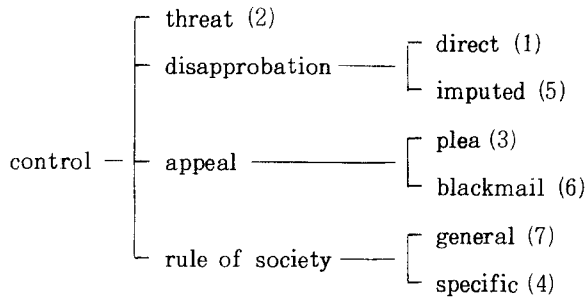 threat (2)
direct (1)
disapprobation
imputed (5)
plea (3)
control
appeal
blackmail (6)
general (7)
rule of society
specific (4)